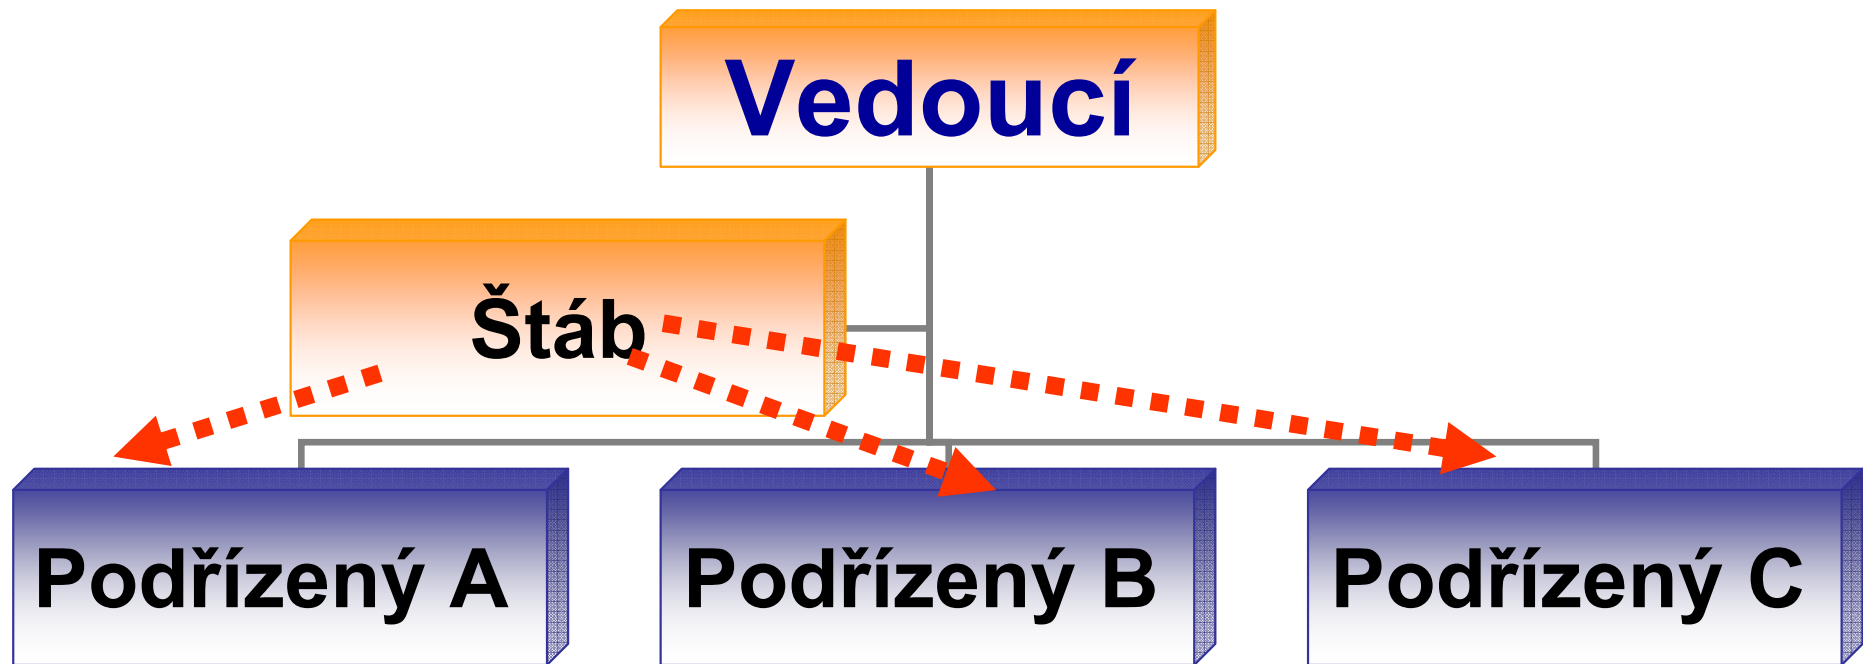 Vedoucí
Štáb
Podřízený A
Podřízený B
Podřízený C